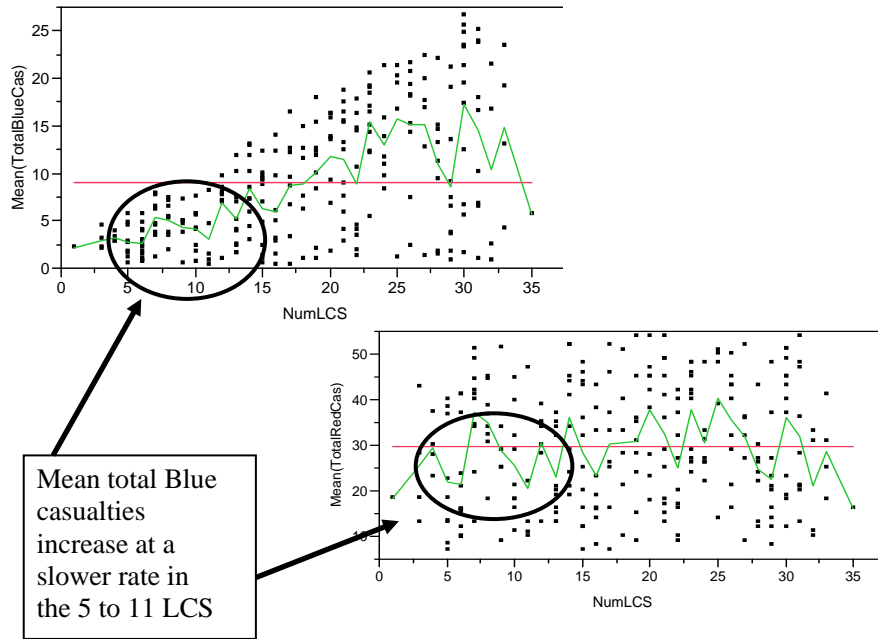 25
20
15
10
5
0
Mean(TotalBlueCas)
0 5 10 15 20 25 30 35
NumLCS
50
40
30
20
10
Mean(TotalRedCas)
0 5 10 15 20 25 30 35
NumLCS
Mean total Blue
casualties
increase at a
slower rate in
the 5 to 11 LCS